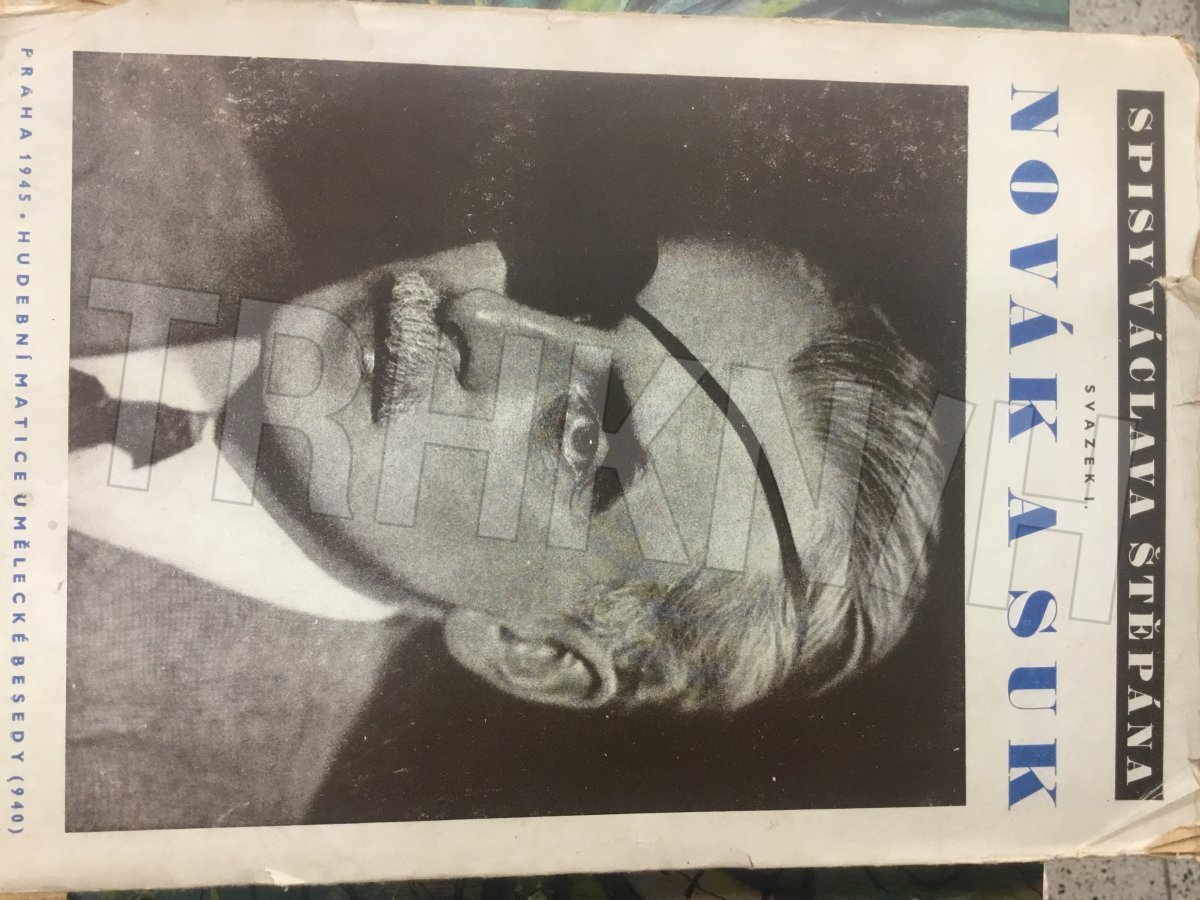 SPISY VÁCLAVA ŠTĚPÁNA
SVAZEK I.
NOVÁK A SUK
TRHKNIH
PRAHA 1945 • HUDEBNÍ MATICE UMĚLECKÉ BESEDY (940)